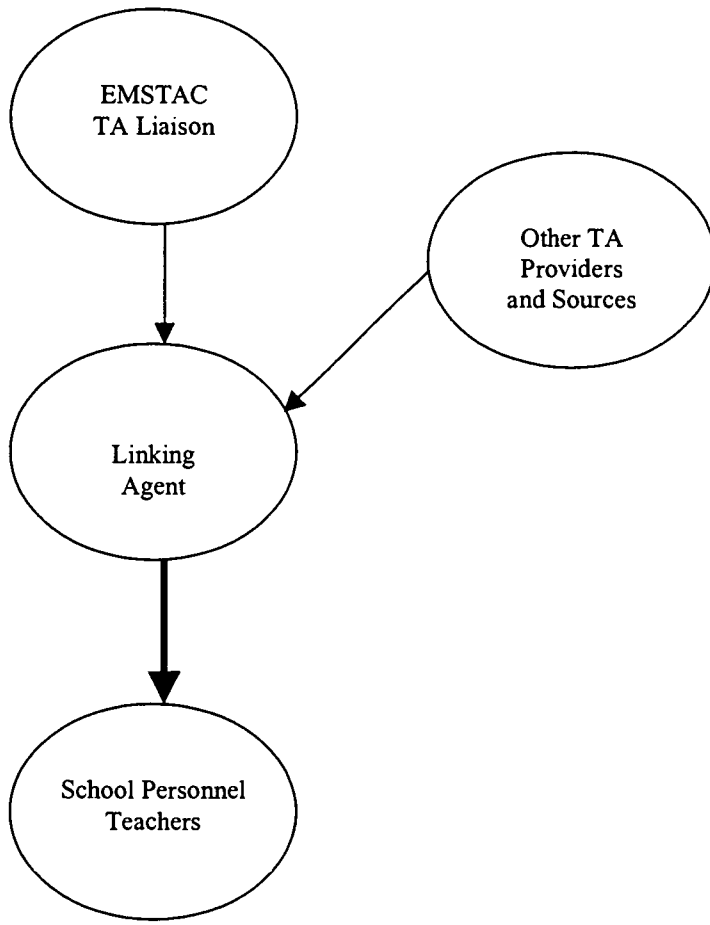 EMSTAC
TA Liaison
Other TA
Providers
and Sources
Linking
Agent
School Personnel
Teachers